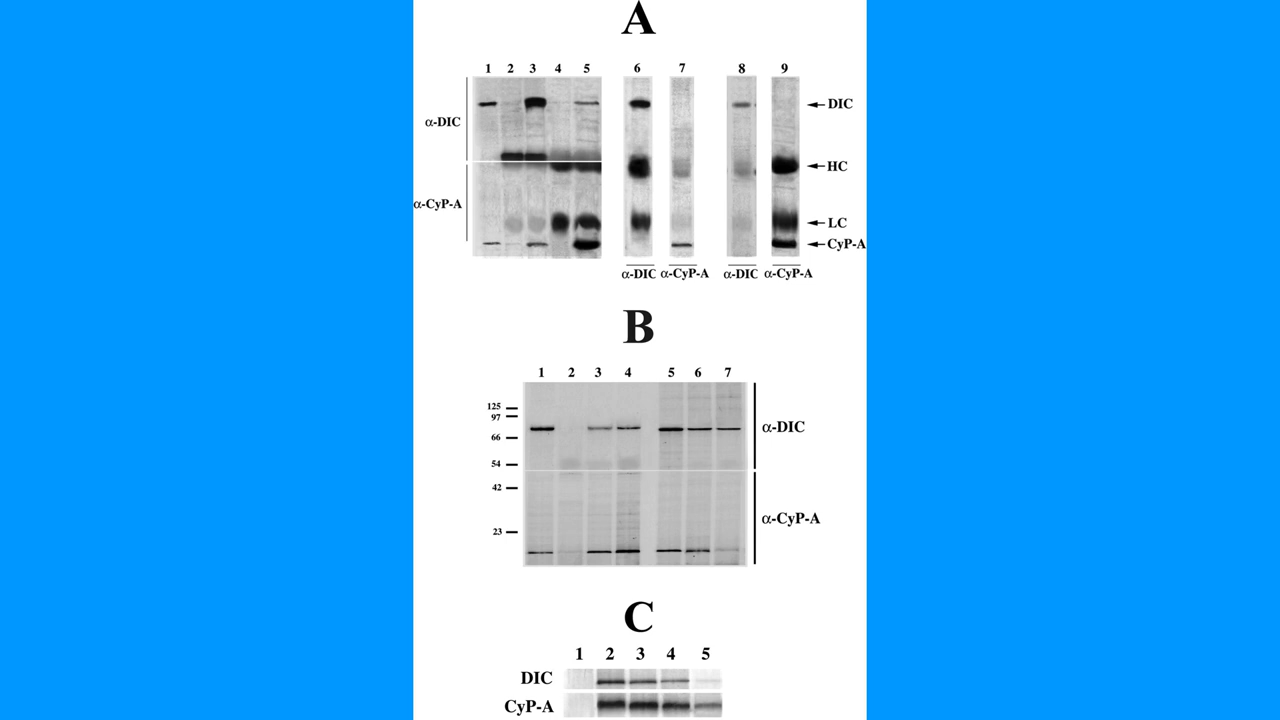 A
1 2 3 4 5 6 7 8 9
α-DIC
α-CyP-A
DIC
HC
LC
CyP-A
α-DIC α-CyP-A α-DIC α-CyP-A
B
1 2 3 4 5 6 7
125
97
66
54
42
23
α-DIC
α-CyP-A
C
1 2 3 4 5
DIC
CyP-A